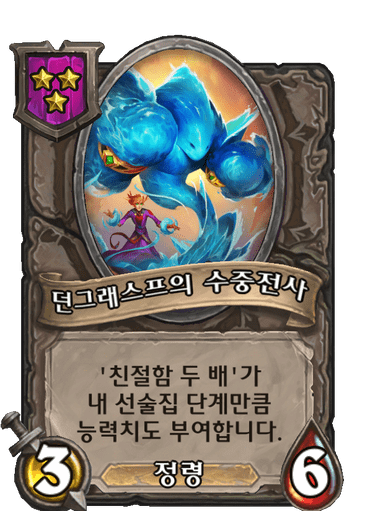 던그래스프의 수중전사
'친절함 두 배'가
내 선술집 단계만큼
능력치도 부여합니다.
3
정령
6